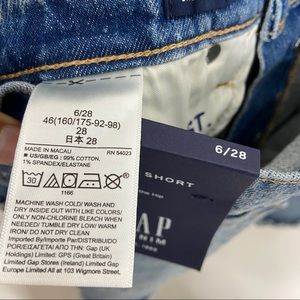 6/28
46(160/175-92-98)
28
日本 28
MADE IN MACAU RN 54023
■ US/GB/EG : 99% COTTON,
1% SPANDEX/ELASTANE
30
1166
MACHINE WASH COLD/ WASH AND
DRY INSIDE OUT WITH LIKE COLORS/
ONLY NON-CHLORINE BLEACH WHEN
NEEDED/ TUMBLE DRY LOW/ WARM
IRON/ DO NOT DRY CLEAN
Imported by/Importé par/DISTRIBUIDO
POR/ΕΙΣΑΓΕΤΑΙ ΑΠΟ ΤΗΝ: Gap (UK
Holdings) Limited; GPS (Great Britain)
Limited Gap Stores (Ireland) Limited Gap
Europe Limited All at 103 Wigmore Street,
6/28
SHORT
GAP